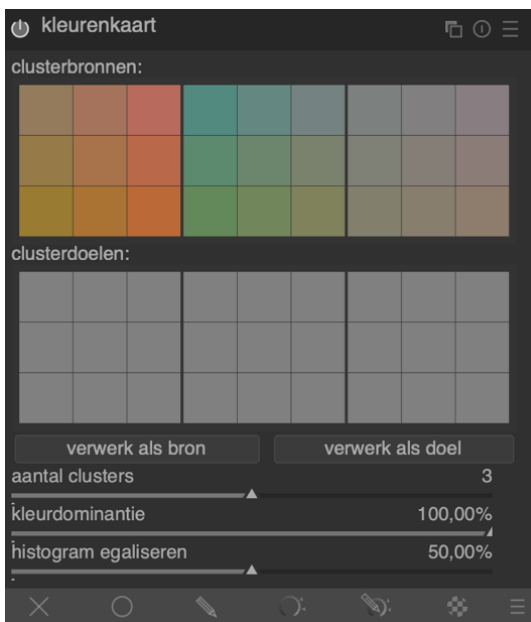 kleurenkaart
clusterbronnen:
clusterdoelen:
verwerk als bron verwerk als doel
aantal clusters 3
kleurdominantie 100,00%
histogram egaliseren 50,00%